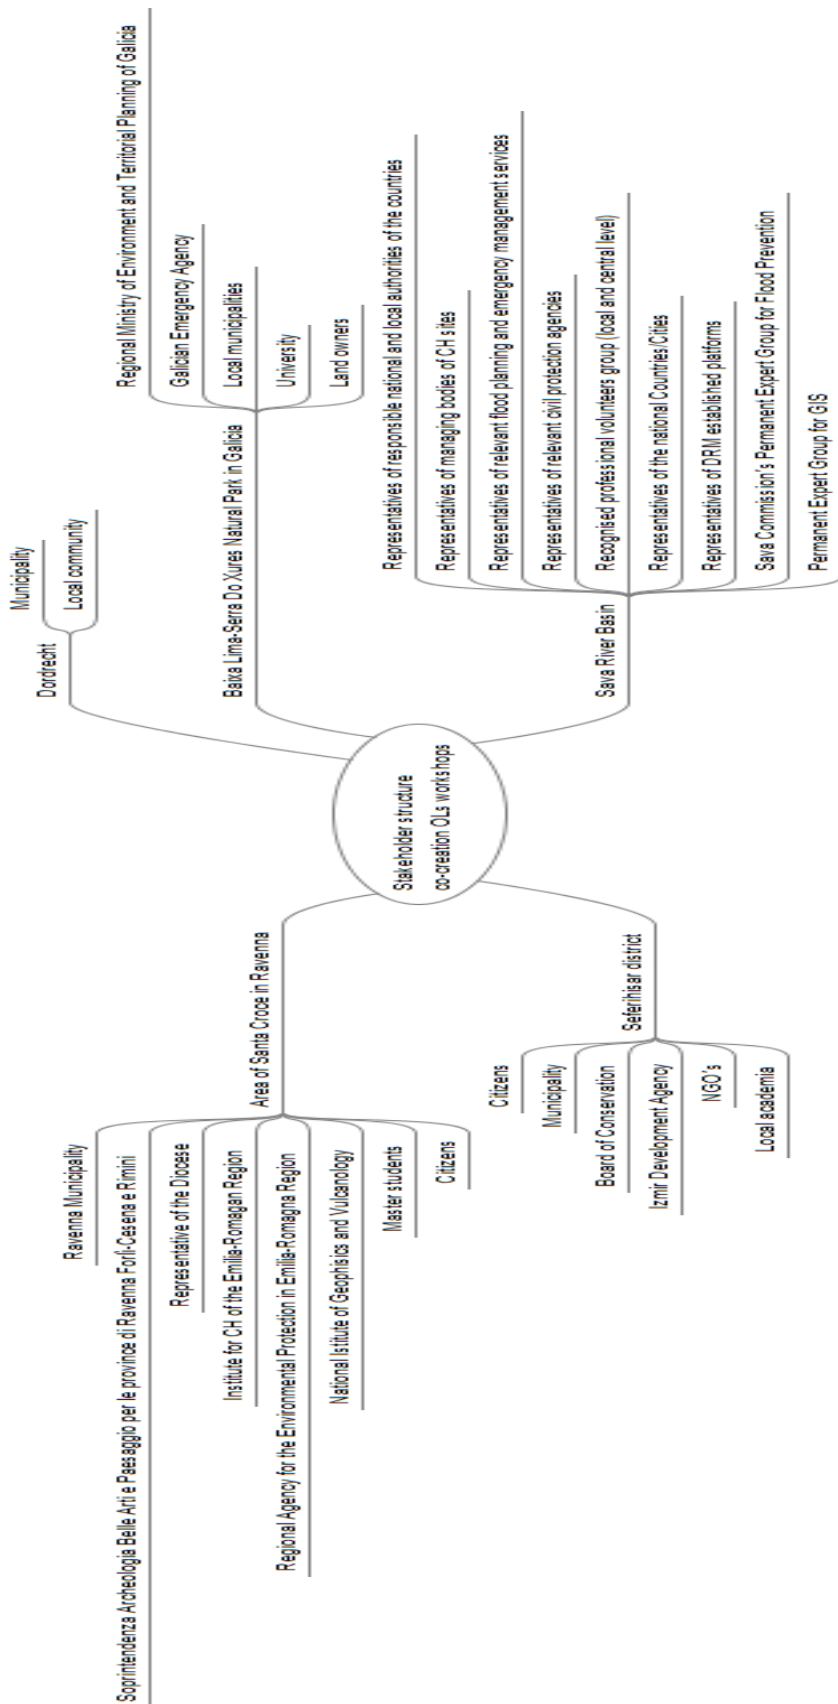 Stakeholder structure
co-creation OLs workshops
Area of Santa Croce in Ravenna
Ravenna Municipality
Soprintendenza Archeologia Belle Arti e Paesaggio per le province di Ravenna Forlì-Cesena e Rimini
Representative of the Diocese
Institute for CH of the Emilia-Romagan Region
Regional Agency for the Environmental Protection in Emilia-Romagna Region
National Istitute of Geophisics and Vulcanology
Master students
Citizens
Seferihisar district
Citizens
Municipality
Board of Conservation
Izmir Development Agency
NGO's
Local academia
Dordrecht
Municipality
Local community
Baixa Lima-Serra Do Xures Natural Park in Galicia
Regional Ministry of Environment and Territorial Planning of Galicia
Galician Emergency Agency
Local municipalities
University
Land owners
Sava River Basin
Representatives of responsible national and local authorities of the countries
Representatives of managing bodies of CH sites
Representatives of relevant flood planning and emergency management services
Representatives of relevant civil protection agencies
Recognised professional volunteers group (local and central level)
Representatives of the national Countries/Cities
Representatives of DRM established platforms
Sava Commission's Permanent Expert Group for Flood Prevention
Permanent Expert Group for GIS